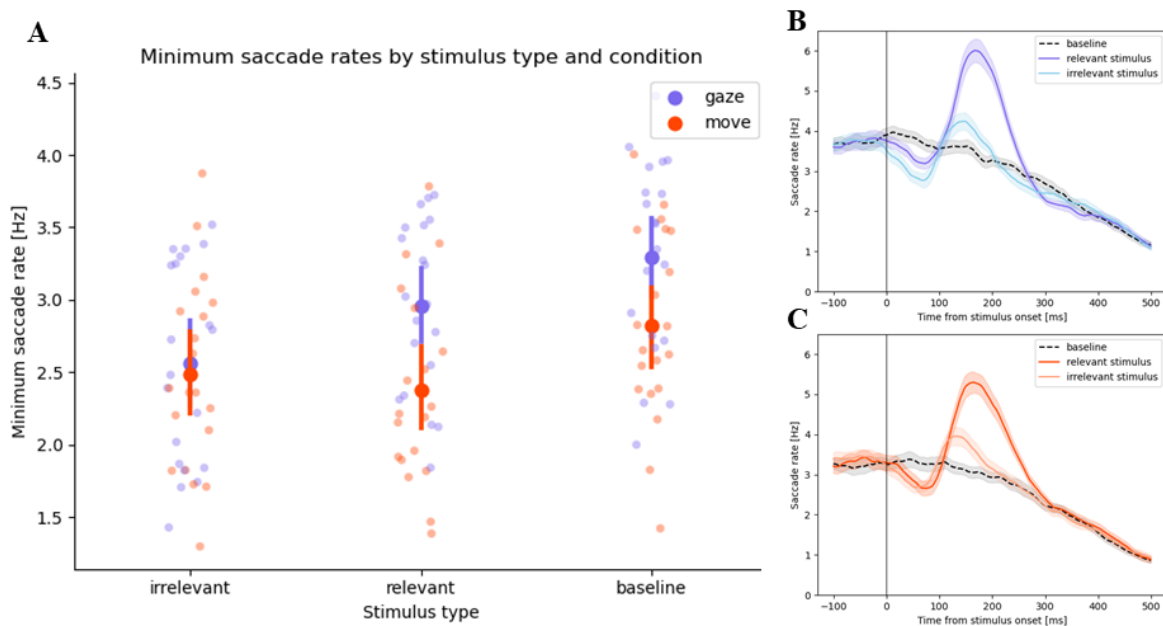 A
Minimum saccade rates by stimulus type and condition
gaze
move
4.5
4.0
3.5
3.0
2.5
2.0
1.5
Minimum saccade rate [Hz]
irrelevant relevant baseline
Stimulus type
B
baseline
relevant stimulus
irrelevant stimulus
6
5
4
3
2
1
0
Saccade rate [Hz]
−100 0 100 200 300 400 500
Time from stimulus onset [ms]
C
baseline
relevant stimulus
irrelevant stimulus
6
5
4
3
2
1
0
Saccade rate [Hz]
−100 0 100 200 300 400 500
Time from stimulus onset [ms]